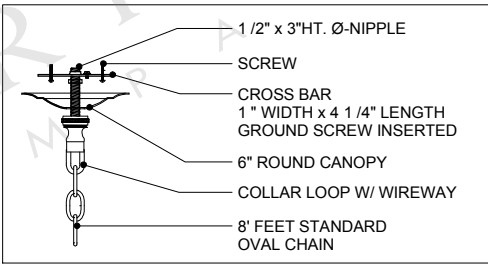 1 /2" x 3"HT. Ø-NIPPLE
SCREW
CROSS BAR
1 " WIDTH x 4 1 /4" LENGTH
GROUND SCREW INSERTED
6" ROUND CANOPY
COLLAR LOOP W/ WIREWAY
8' FEET STANDARD
OVAL CHAIN